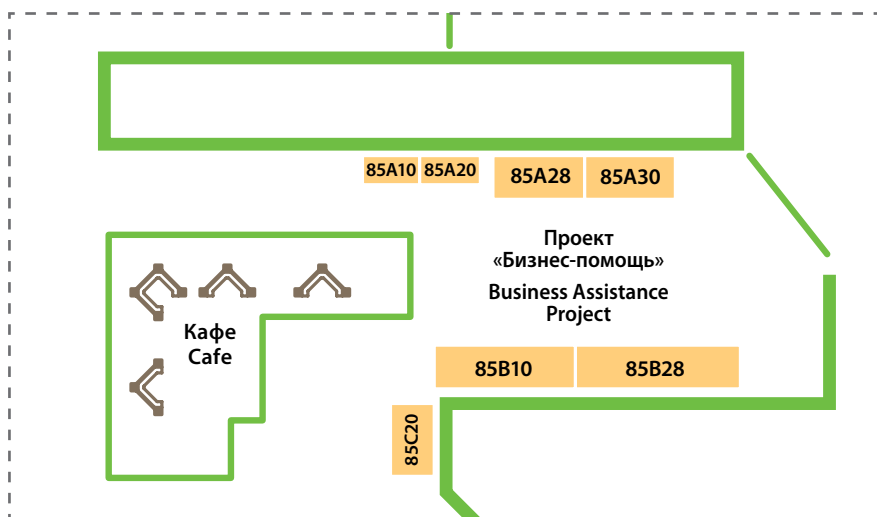 85A10 85A20 85A28 85A30
Проект
«Бизнес-помощь»
Business Assistance
Project
Кафе
Cafe
85B10 85B28
85C20